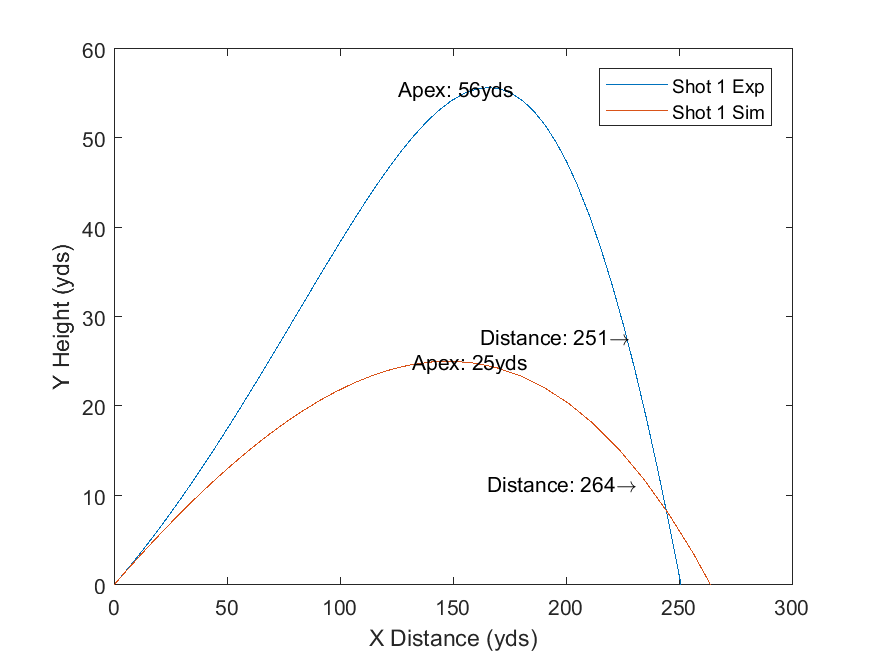 60
50
40
30
20
10
0
Y Height (yds)
Apex: 56yds
Shot 1 Exp
Shot 1 Sim
Distance: 251→
Apex: 25yds
Distance: 264→
0 50 100 150 200 250 300
X Distance (yds)